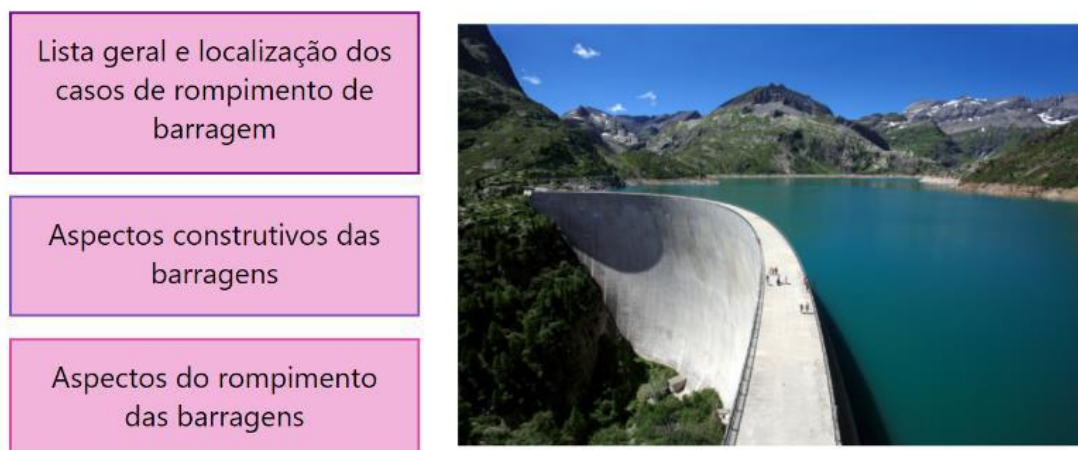 Lista geral e localização dos
casos de rompimento de
barragem
Aspectos construtivos das
barragens
Aspectos do rompimento
das barragens